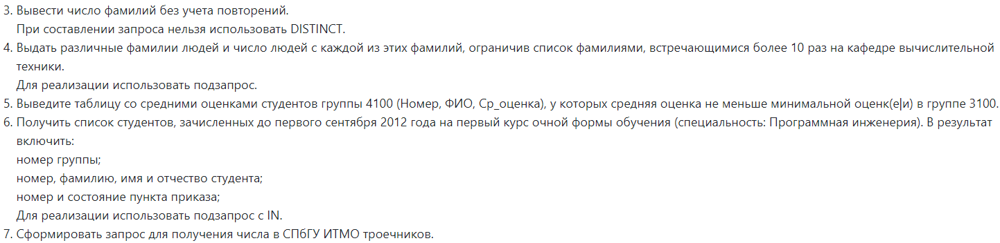 3. Вывести число фамилий без учета повторений.
При составлении запроса нельзя использовать DISTINCT.
4. Выдать различные фамилии людей и число людей с каждой из этих фамилий, ограничив список фамилиями, встречающимися более 10 раз на кафедре вычислительной
техники.
Для реализации использовать подзапрос.
5. Выведите таблицу со средними оценками студентов группы 4100 (Номер, ФИО, Ср_оценка), у которых средняя оценка не меньше минимальной оценк(е|и) в группе 3100.
6. Получить список студентов, зачисленных до первого сентября 2012 года на первый курс очной формы обучения (специальность: Программная инженерия). В результат
включить:
номер группы;
номер, фамилию, имя и отчество студента;
номер и состояние пункта приказа;
Для реализации использовать подзапрос с IN.
7. Сформировать запрос для получения числа в СПбГУ ИТМО троечников.